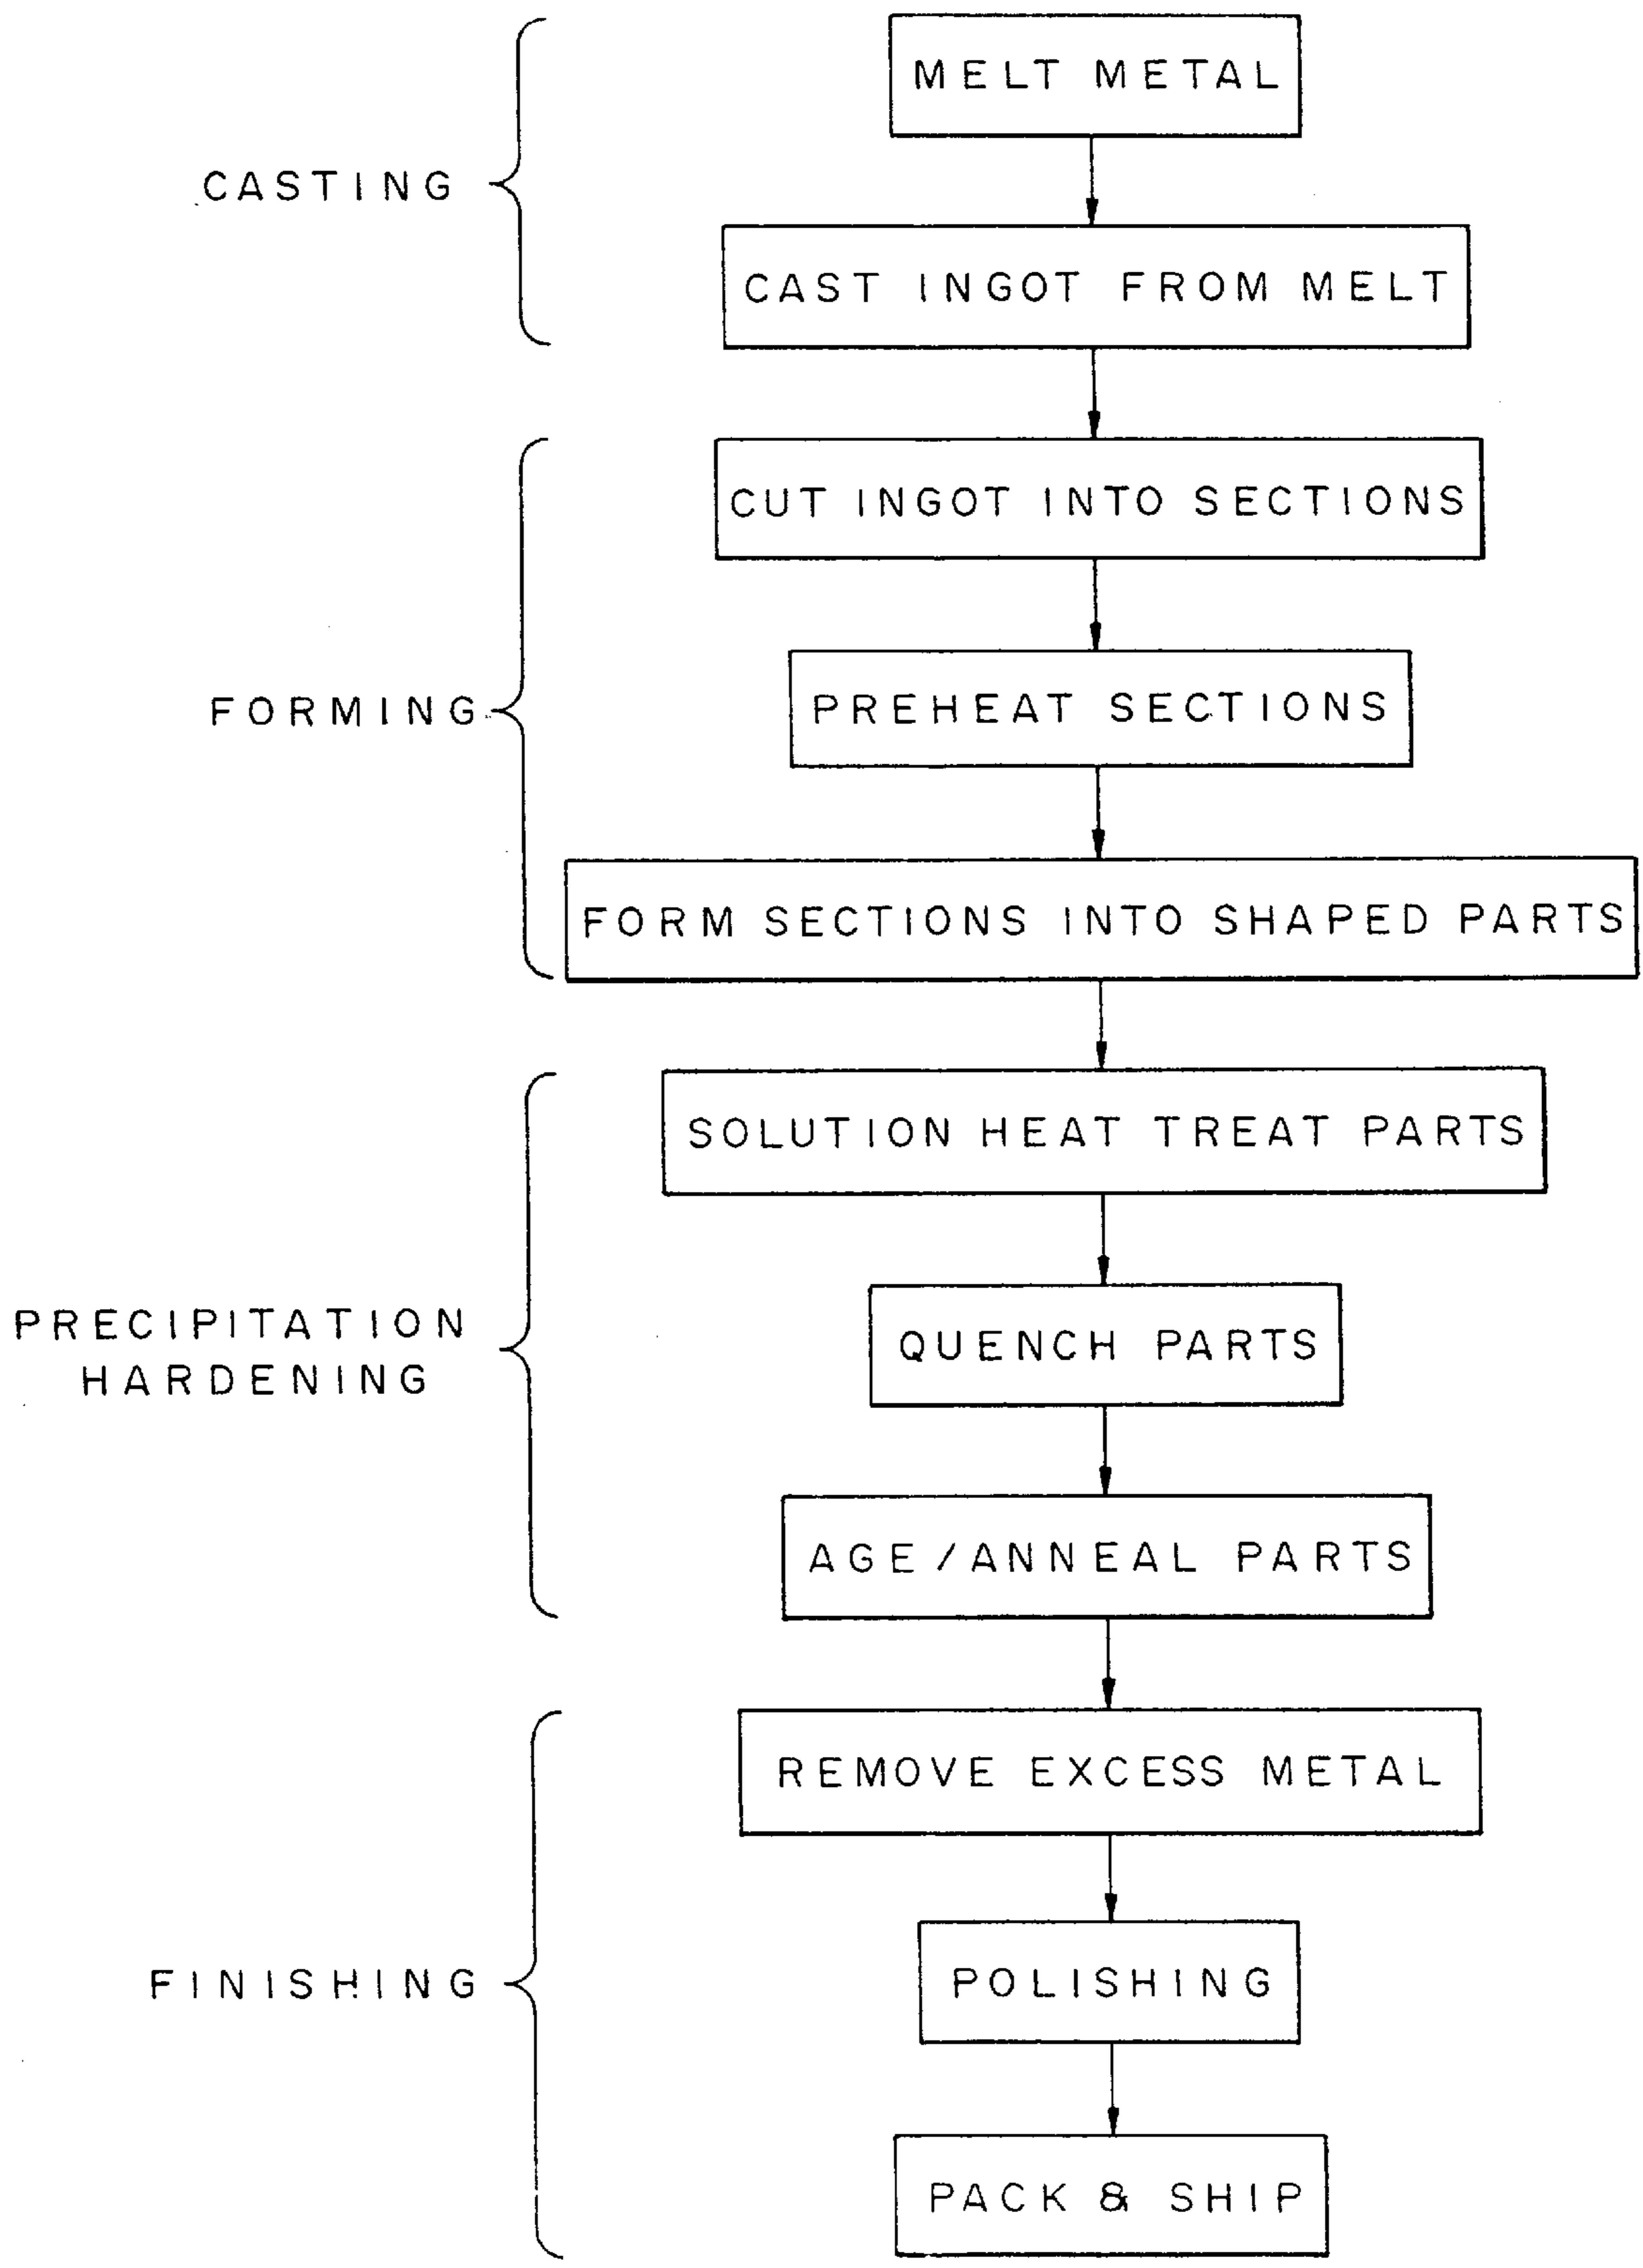 MELT METAL
CASTING
CAST INGOT FROM MELT
CUT INGOT INTO SECTIONS
PREHEAT SECTIONS
FORMING
FORM SECTIONS INTO SHAPED PARTS
SOLUTION HEAT TREAT PARTS
PRECIPITATION
HARDENING
QUENCH PARTS
AGE/ANNEAL PARTS
REMOVE EXCESS METAL
FINISHING
POLISHING
PACK & SHIP